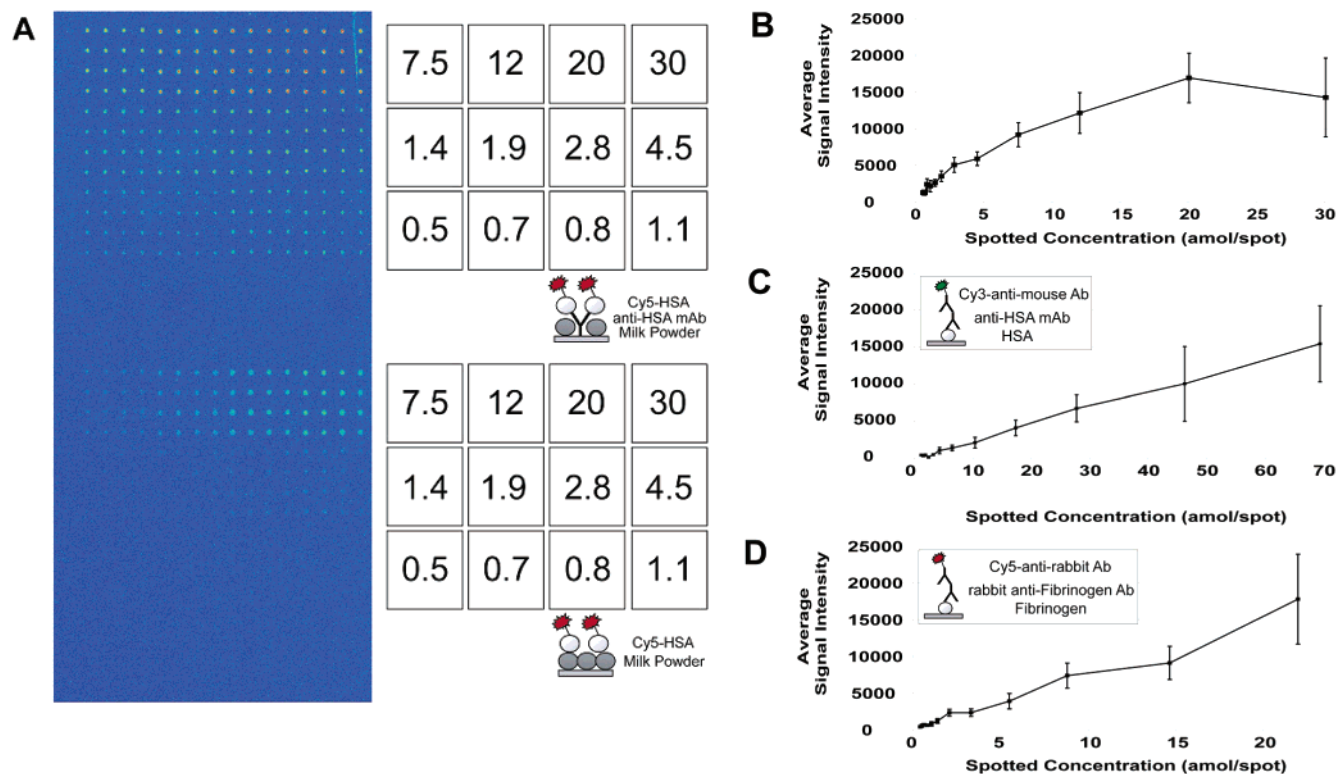 A
7.5 12 20 30
1.4 1.9 2.8 4.5
0.5 0.7 0.8 1.1
Cy5-HSA
anti-HSA mAb
Milk Powder
7.5 12 20 30
1.4 1.9 2.8 4.5
0.5 0.7 0.8 1.1
Cy5-HSA
Milk Powder
B
Average
Signal Intensity
25000
20000
15000
10000
5000
0
0 5 10 15 20 25 30
Spotted Concentration (amol/spot)
C
Average
Signal Intensity
25000
20000
15000
10000
5000
0
Cy3-anti-mouse Ab
anti-HSA mAb
HSA
0 10 20 30 40 50 60 70
Spotted Concentration (amol/spot)
D
Average
Signal Intensity
25000
20000
15000
10000
5000
0
Cy5-anti-rabbit Ab
rabbit anti-Fibrinogen Ab
Fibrinogen
0 5 10 15 20
Spotted Concentration (amol/spot)